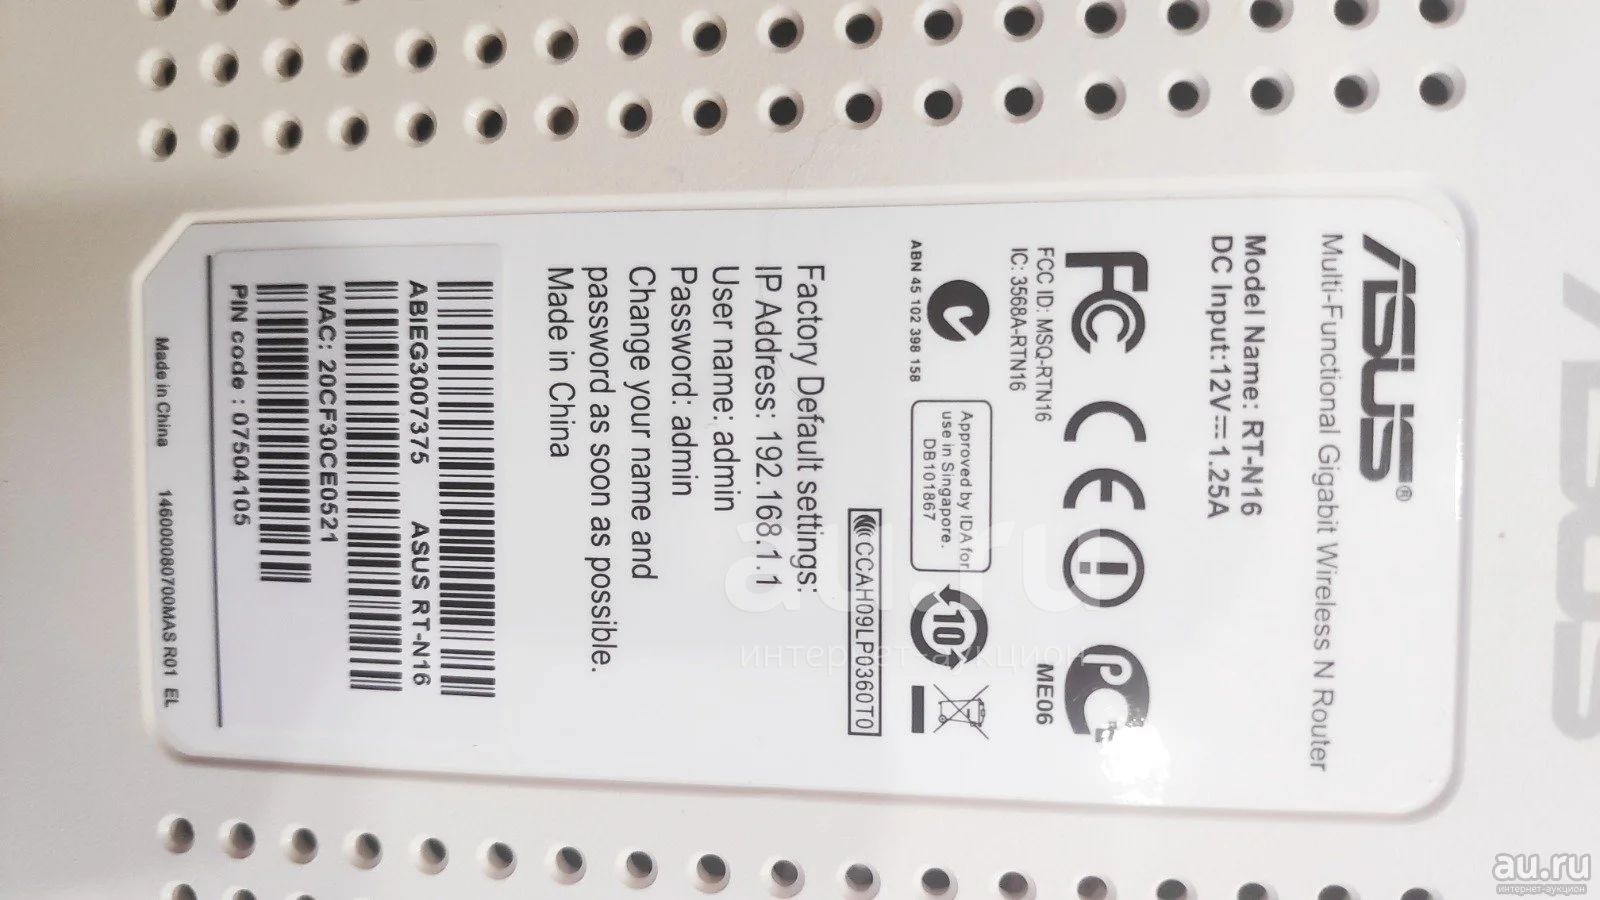 ASUS®
Multi-Functional Gigabit Wireless N Router
Model Name: RT-N16
DC Input:12V⎓1.25A
FC CE
ME06
FCC ID: MSQ-RTN16
IC: 3568A-RTN16
ABN 45 102 398 158
Approved by IDA for
use in Singapore.
DB101867
10
CCAH09LP0360T0
Factory Default settings:
IP Address: 192.168.1.1
User name: admin
Password: admin
Change your name and
password as soon as possible.
Made in China
ABIEG3007375 ASUS RT-N16
MAC: 20CF30CE0521
PIN code : 07504105
Made in China 14600080700MAS R01 EL
ASUS
au.ru
интернет-аукцион
au.ru
интернет-аукцион